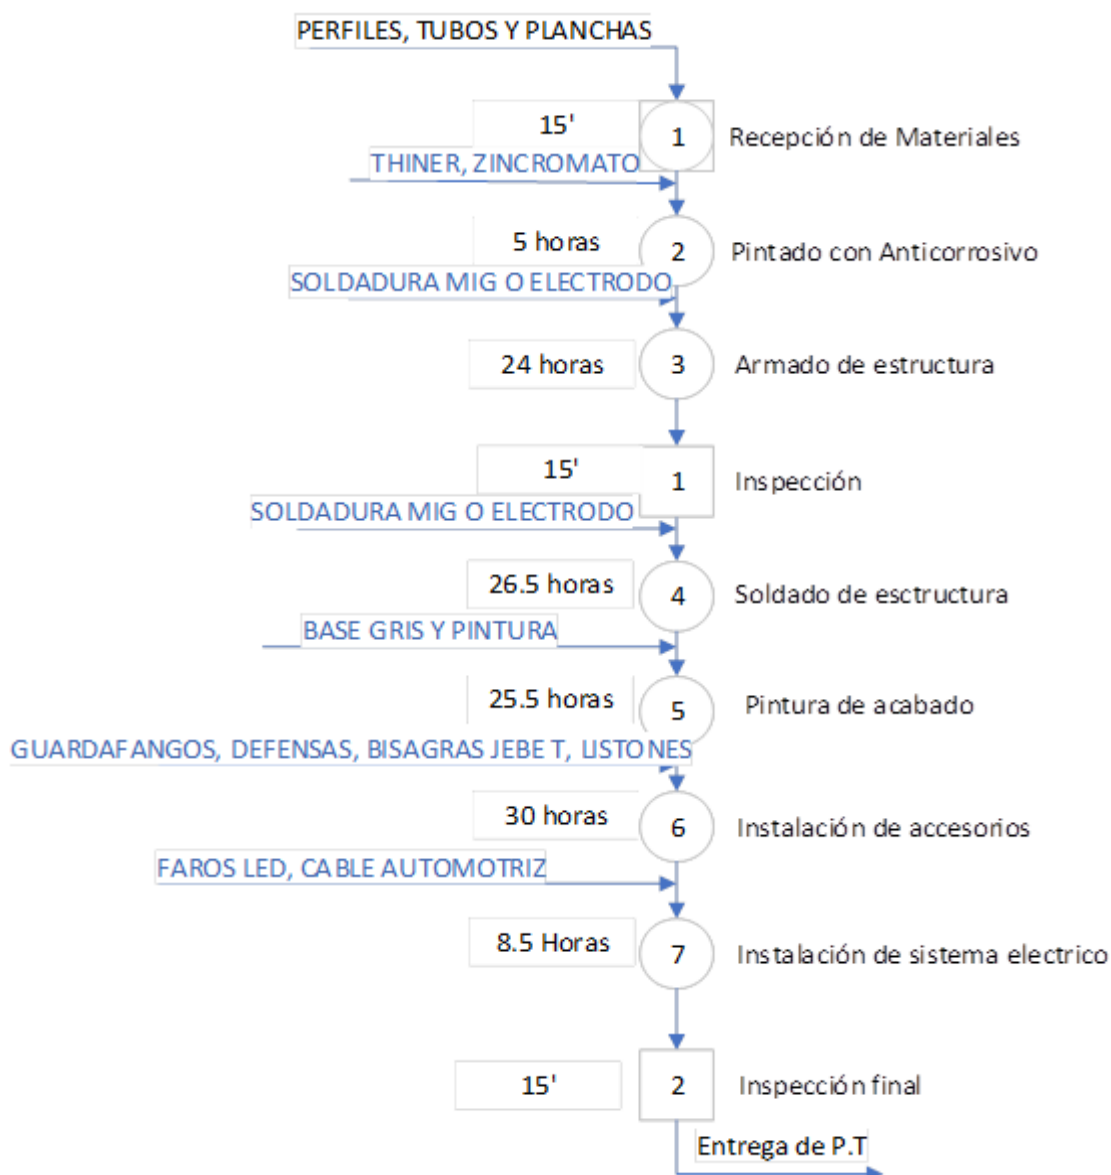 PERFILES, TUBOS Y PLANCHAS
15'
1
Recepción de Materiales
THINER, ZINCROMATO
5 horas
2
Pintado con Anticorrosivo
SOLDADURA MIG O ELECTRODO
24 horas
3
Armado de estructura
15'
1
Inspección
SOLDADURA MIG O ELECTRODO
26.5 horas
4
Soldado de esctructura
BASE GRIS Y PINTURA
25.5 horas
5
Pintura de acabado
GUARDAFANGOS, DEFENSAS, BISAGRAS JEBE T, LISTONES
30 horas
6
Instalación de accesorios
FAROS LED, CABLE AUTOMOTRIZ
8.5 Horas
7
Instalación de sistema electrico
15'
2
Inspección final
Entrega de P.T